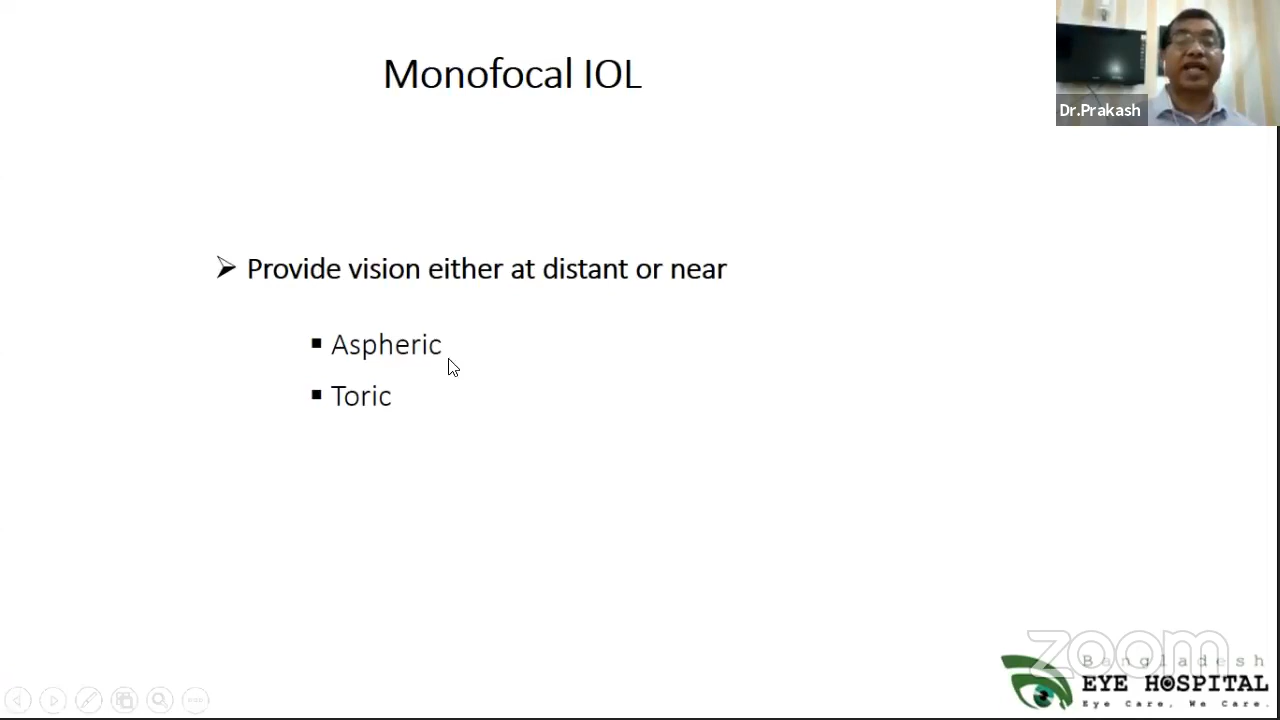 Monofocal IOL
Dr.Prakash
Provide vision either at distant or near
Aspheric
Toric
zoom
Bangladesh
EYE HOSPITAL
Eye Care, We Care.